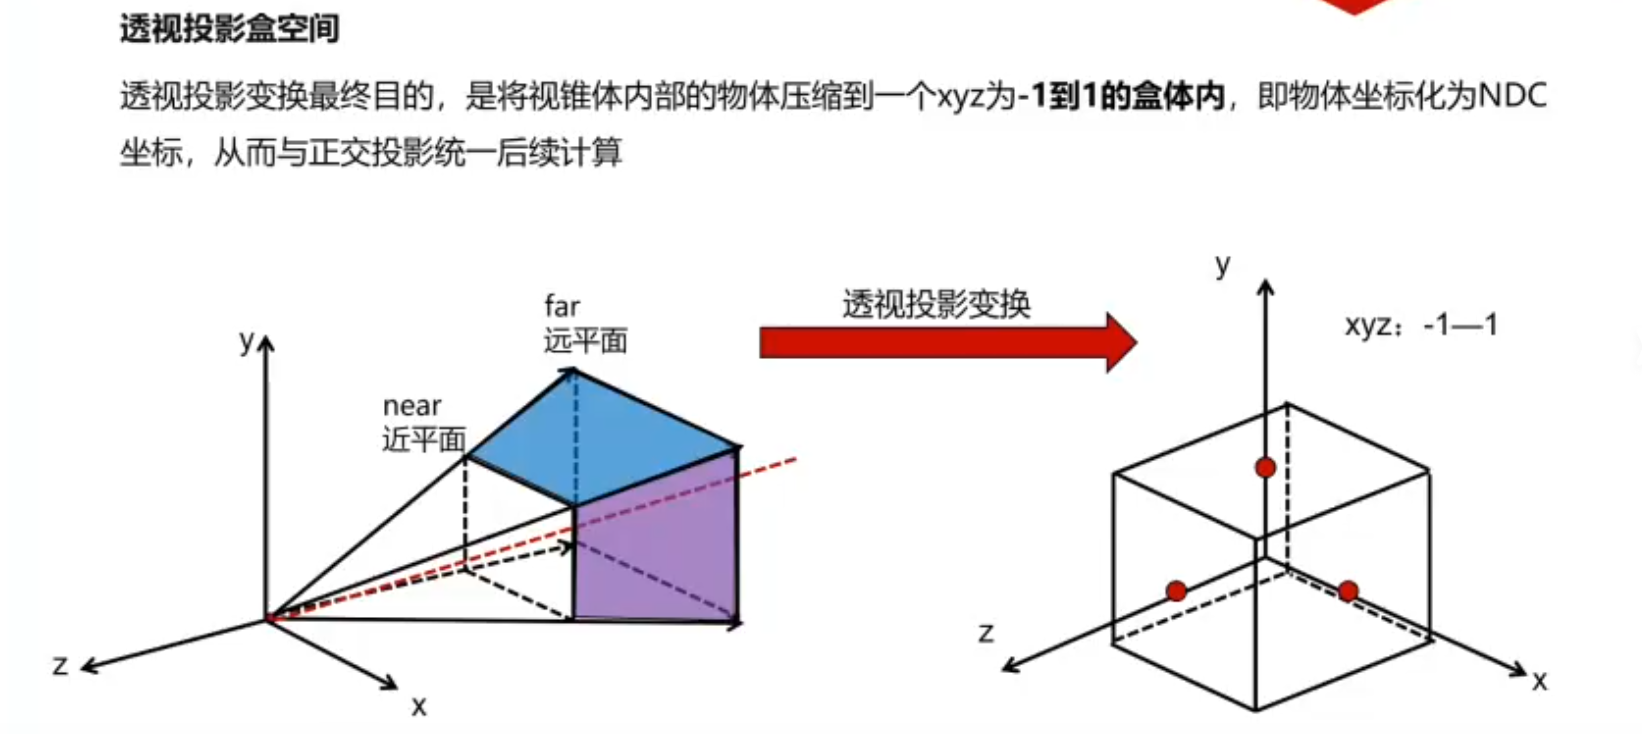 透视投影盒空间
透视投影变换最终目的，是将视锥体内部的物体压缩到一个xyz为-1到1的盒体内，即物体坐标化为NDC
坐标，从而与正交投影统一后续计算
y
far
远平面
near
近平面
z
x
透视投影变换
y
xyz：-1—1
z
x